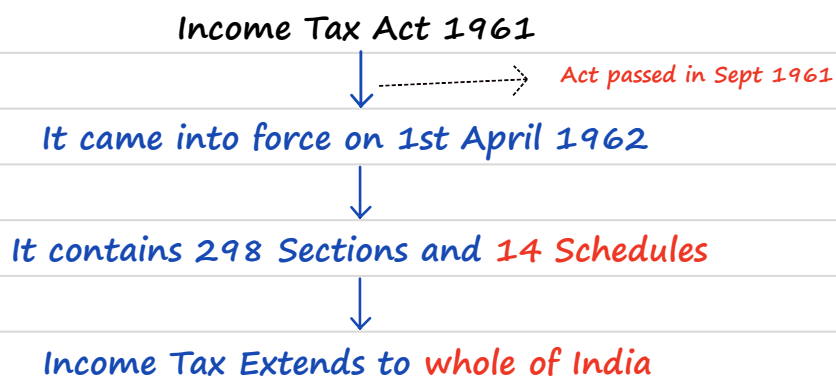 Income Tax Act 1961
Act passed in Sept 1961
It came into force on 1st April 1962
It contains 298 Sections and 14 Schedules
Income Tax Extends to whole of India